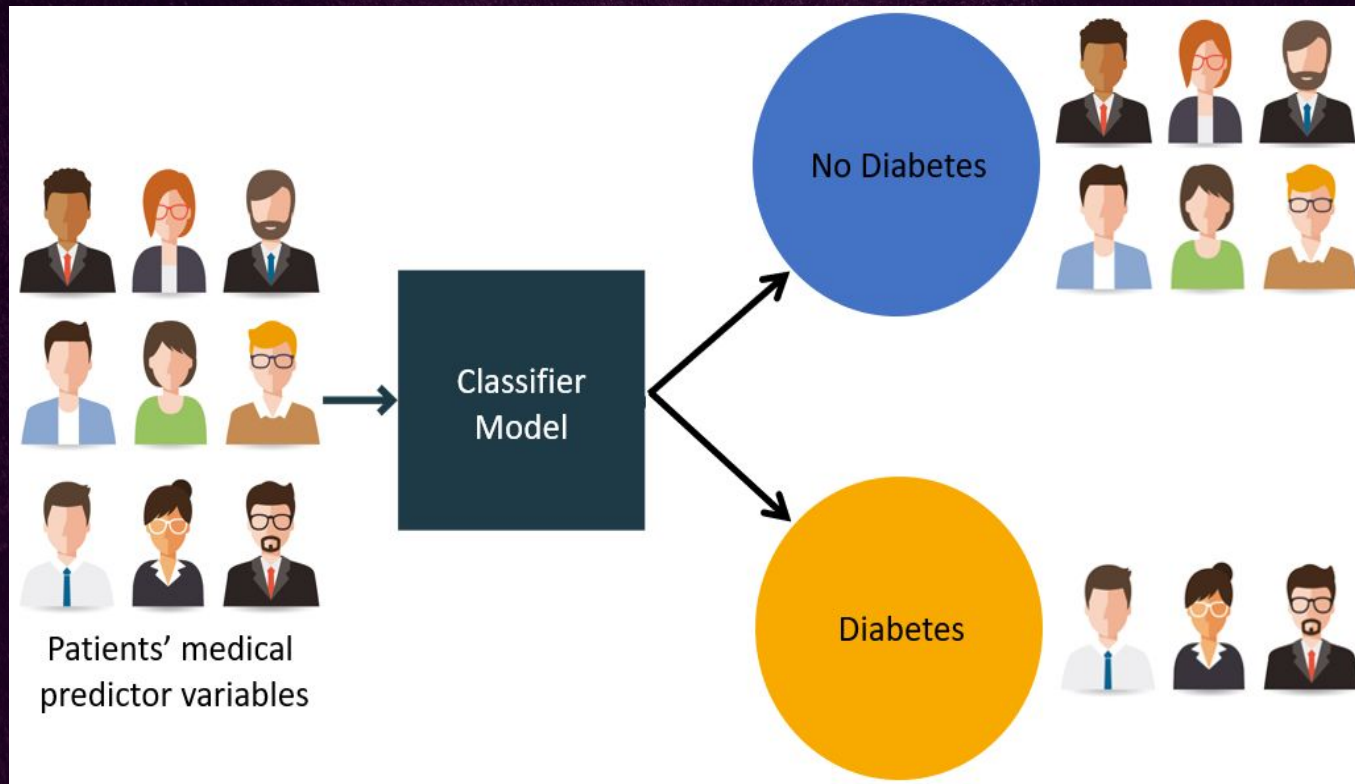 No Diabetes
Classifier
Model
Diabetes
Patients’ medical
predictor variables